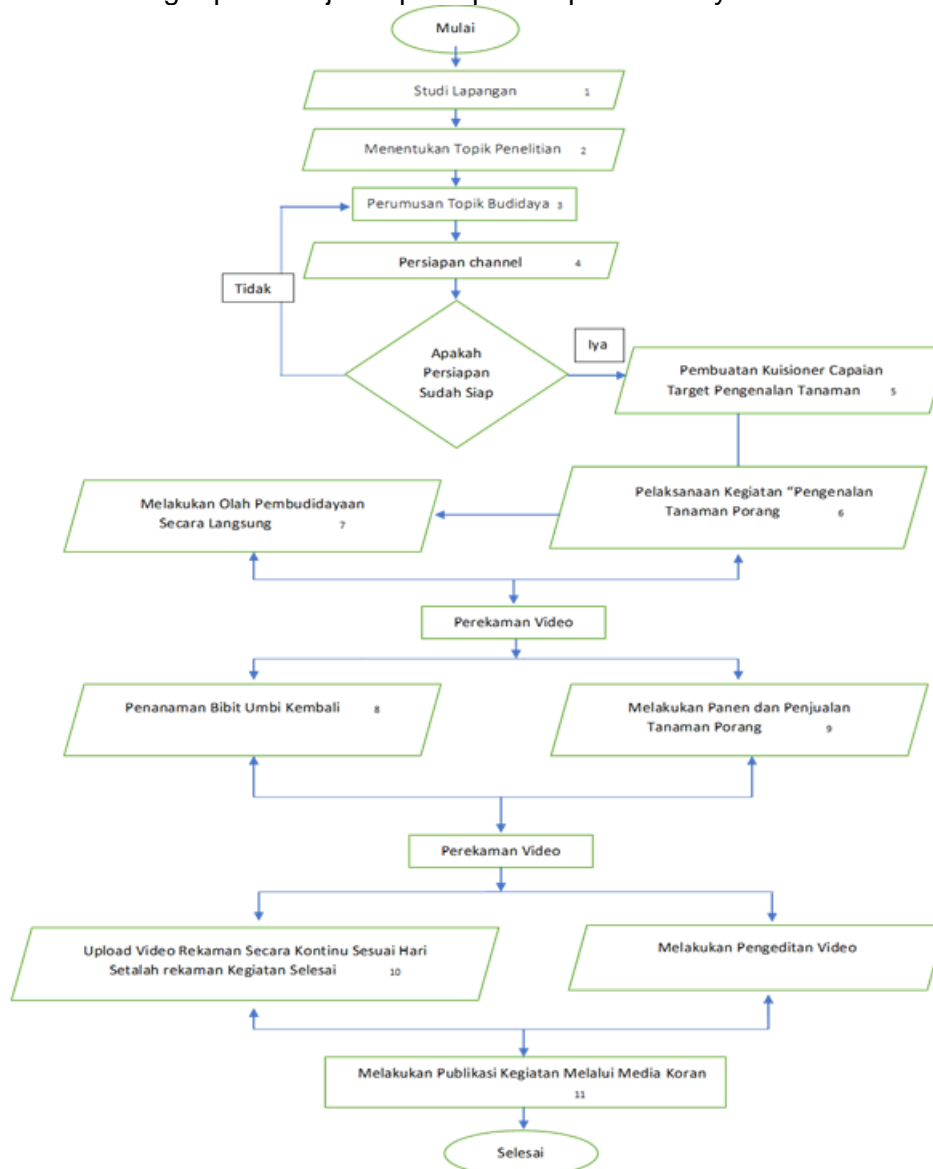 Mulai
Studi Lapangan 1
Menentukan Topik Penelitian 2
Perumusan Topik Budidaya 3
Persiapan channel 4
Tidak
Apakah
Persiapan
Sudah Siap
Iya
Pembuatan Kuisioner Capaian
Target Pengenalan Tanaman 5
Pelaksanaan Kegiatan “Pengenalan
Tanaman Porang 6
Melakukan Olah Pembudidayaan
Secara Langsung 7
Perekaman Video
Penanaman Bibit Umbi Kembali 8
Melakukan Panen dan Penjualan
Tanaman Porang 9
Perekaman Video
Upload Video Rekaman Secara Kontinu Sesuai Hari
Setalah rekaman Kegiatan Selesai 10
Melakukan Pengeditan Video
Melakukan Publikasi Kegiatan Melalui Media Koran
11
Selesai